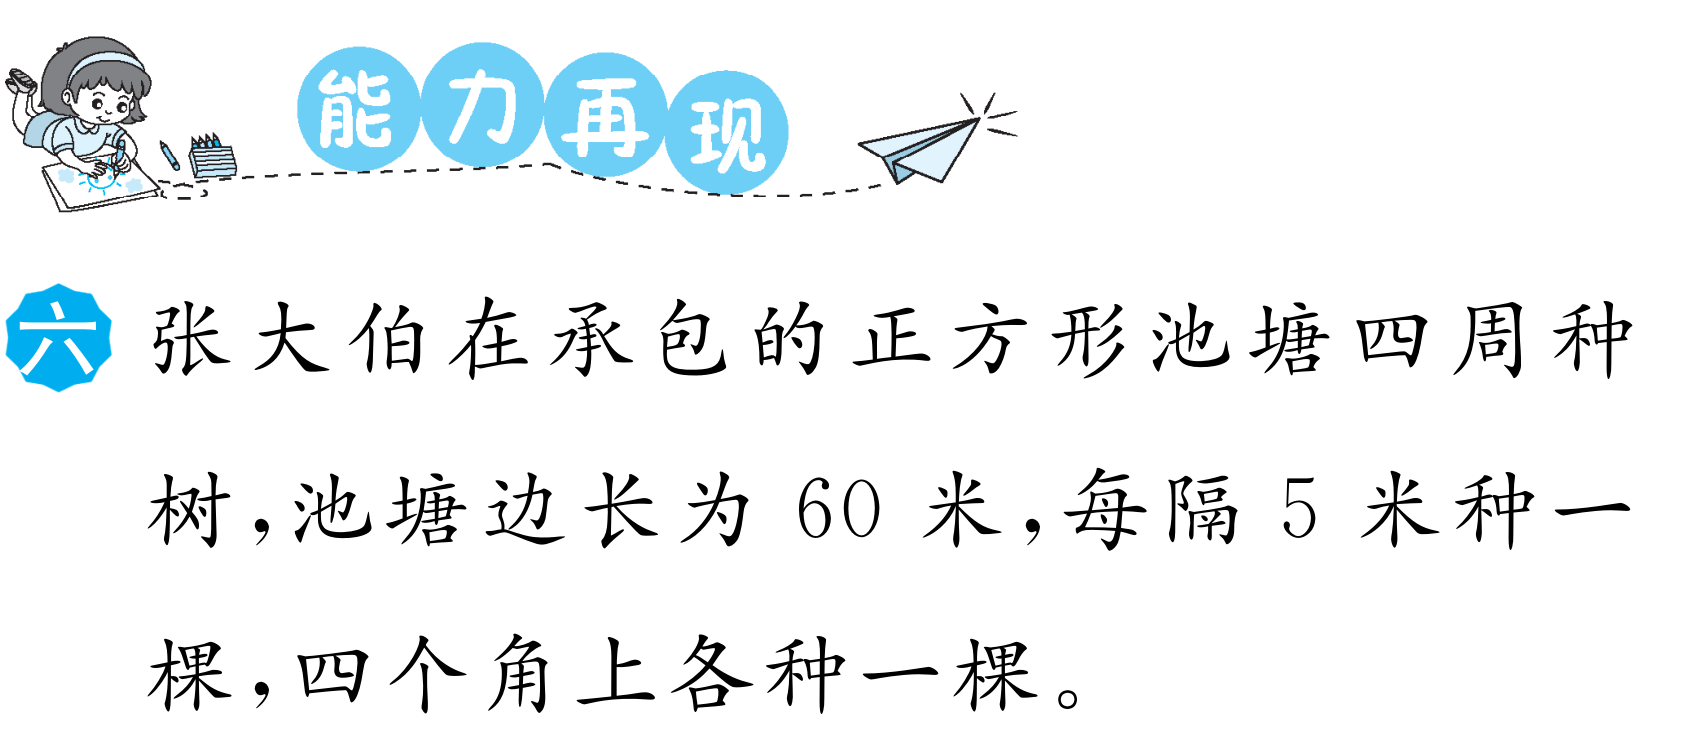 能力再现
六 张大伯在承包的正方形池塘四周种
树,池塘边长为 60 米,每隔 5 米种一
棵,四个角上各种一棵。